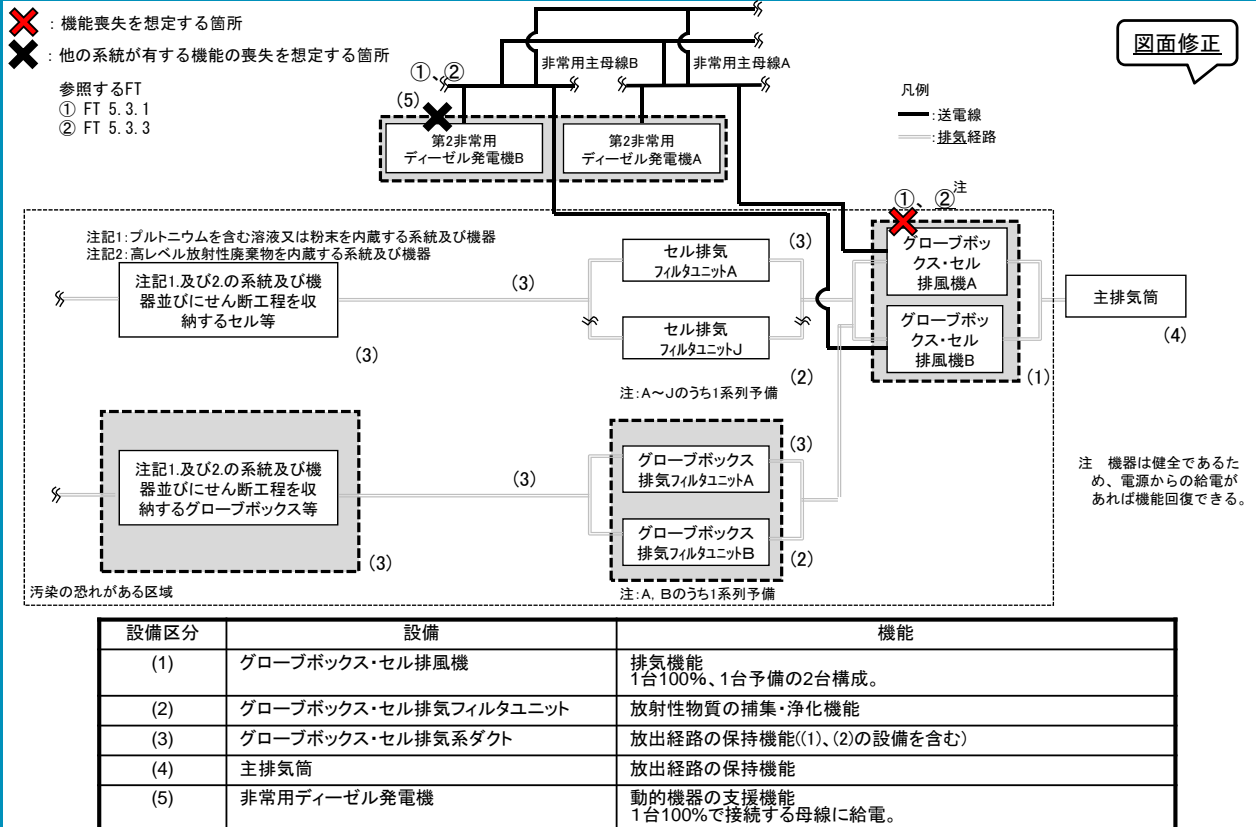 ：機能喪失を想定する箇所
：他の系統が有する機能の喪失を想定する箇所
参照するFT
① FT 5.3.1
② FT 5.3.3
図面修正
凡例
:送電線
:排気経路
非常用主母線B
非常用主母線A
①、②
(5)
第2非常用
ディーゼル発電機B
第2非常用
ディーゼル発電機A
①、②注
注記1:プルトニウムを含む溶液又は粉末を内蔵する系統及び機器
注記2:高レベル放射性廃棄物を内蔵する系統及び機器
注記1.及び2.の系統及び機
器並びにせん断工程を収
納するセル等
(3)
(3)
セル排気
フィルタユニットA
(3)
セル排気
フィルタユニットJ
(2)
注:A～Jのうち1系列予備
グローブボッ
クス・セル
排風機A
グローブボッ
クス・セル
排風機B
(1)
主排気筒
(4)
注記1.及び2.の系統及び機
器並びにせん断工程を収
納するグローブボックス等
(3)
(3)
グローブボックス
排気フィルタユニットA
(3)
グローブボックス
排気フィルタユニットB
(2)
注:A, Bのうち1系列予備
注　機器は健全であるた
め、電源からの給電が
あれば機能回復できる。
汚染の恐れがある区域
設備区分 設備 機能
(1) グローブボックス・セル排風機 排気機能
1台100%、1台予備の2台構成。
(2) グローブボックス・セル排気フィルタユニット 放射性物質の捕集・浄化機能
(3) グローブボックス・セル排気系ダクト 放出経路の保持機能((1)、(2)の設備を含む)
(4) 主排気筒 放出経路の保持機能
(5) 非常用ディーゼル発電機 動的機器の支援機能
1台100%で接続する母線に給電。